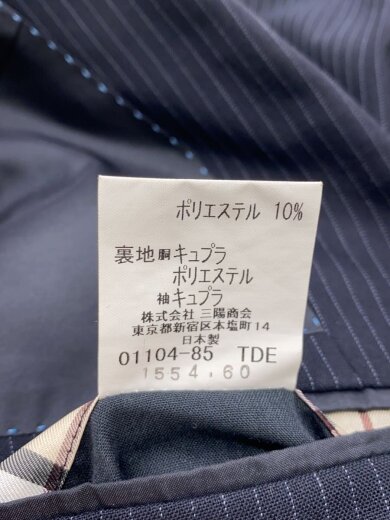 ポリエステル 10%
裏地 胴 キュプラ
ポリエステル
袖 キュプラ
株式会社 三陽商会
東京都新宿区本塩町14
日本製
01104-85 TDE
1554.60